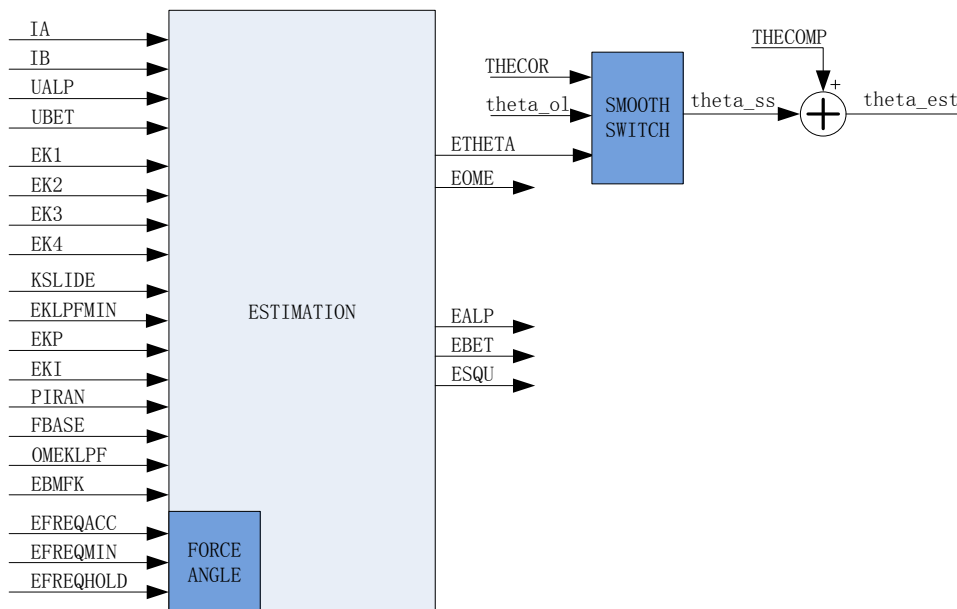 IA
IB
UALP
UBET
EK1
EK2
EK3
EK4
KSLIDE
EKLPFMIN
EKP
EKI
PIRAN
FBASE
OMEKLPF
EBMFK
EFREQACC
EFREQMIN
EFREQHOLD
FORCE
ANGLE
ESTIMATION
ETHETA
EOME
EALP
EBET
ESQU
THECOR
theta_ol
SMOOTH
SWITCH
theta_ss
THECOMP
+
theta_est